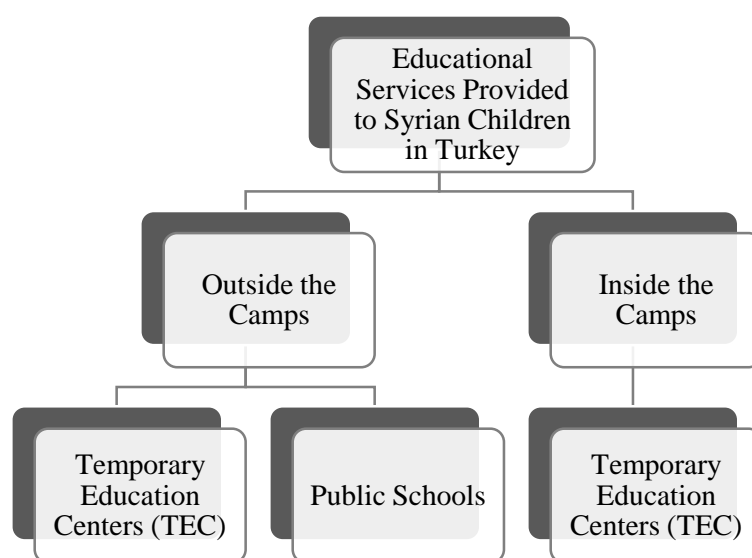 Educational
Services Provided
to Syrian Children
in Turkey
Outside the
Camps
Inside the
Camps
Temporary
Education
Centers (TEC)
Public Schools
Temporary
Education
Centers (TEC)